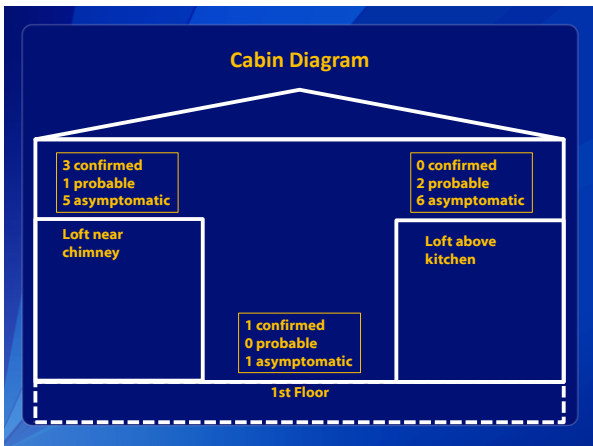 Cabin Diagram
3 confirmed
1 probable
5 asymptomatic
0 confirmed
2 probable
6 asymptomatic
Loft near
chimney
Loft above
kitchen
1 confirmed
0 probable
1 asymptomatic
1st Floor